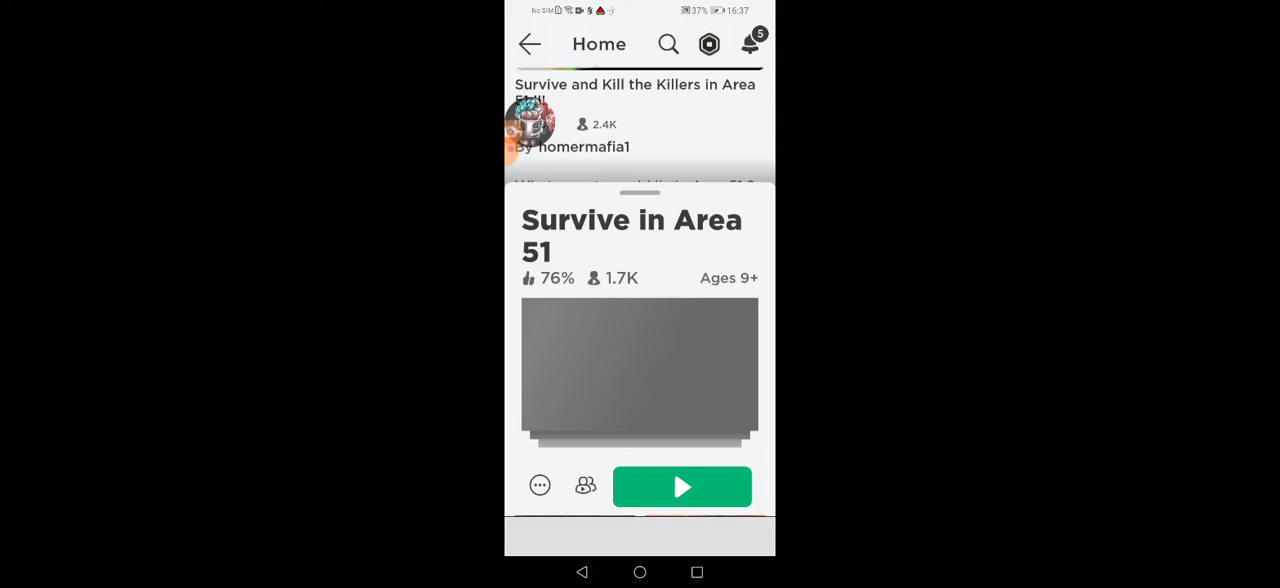 No SIM 37% 16:37
Home 5
Survive and Kill the Killers in Area
2.4K
By homermafia1
Survive in Area
51
76% 1.7K Ages 9+